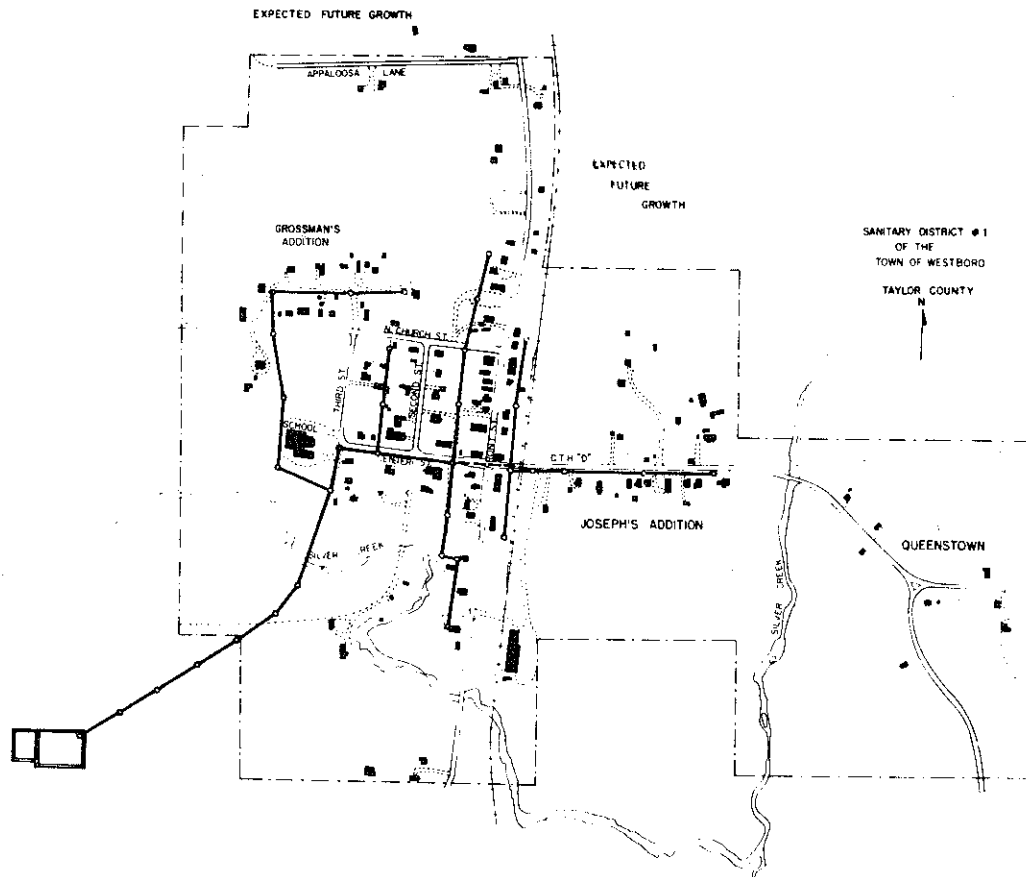 EXPECTED FUTURE GROWTH
APPALOOSA LANE
EXPECTED
FUTURE
GROWTH
SANITARY DISTRICT #1
OF THE
TOWN OF WESTBORO
TAYLOR COUNTY
N
GROSSMAN'S
ADDITION
N. CHURCH ST.
THIRD ST.
SECOND ST.
SCHOOL
C.T.H. "D"
JOSEPH'S ADDITION
SILVER CREEK
QUEENSTOWN
SILVER CREEK